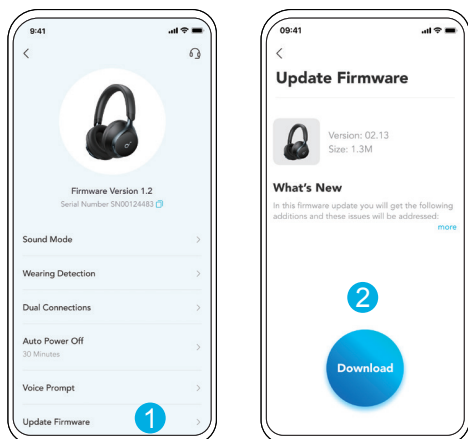 9:41
Firmware Version 1.2
Serial Number SN00124483
Sound Mode
Wearing Detection
Dual Connections
Auto Power Off
30 Minutes
Voice Prompt
Update Firmware
1
09:41
Update Firmware
Version: 02.13
Size: 1.3M
What's New
In this firmware update you will get the following
additions and these issues will be addressed:
more
2
Download